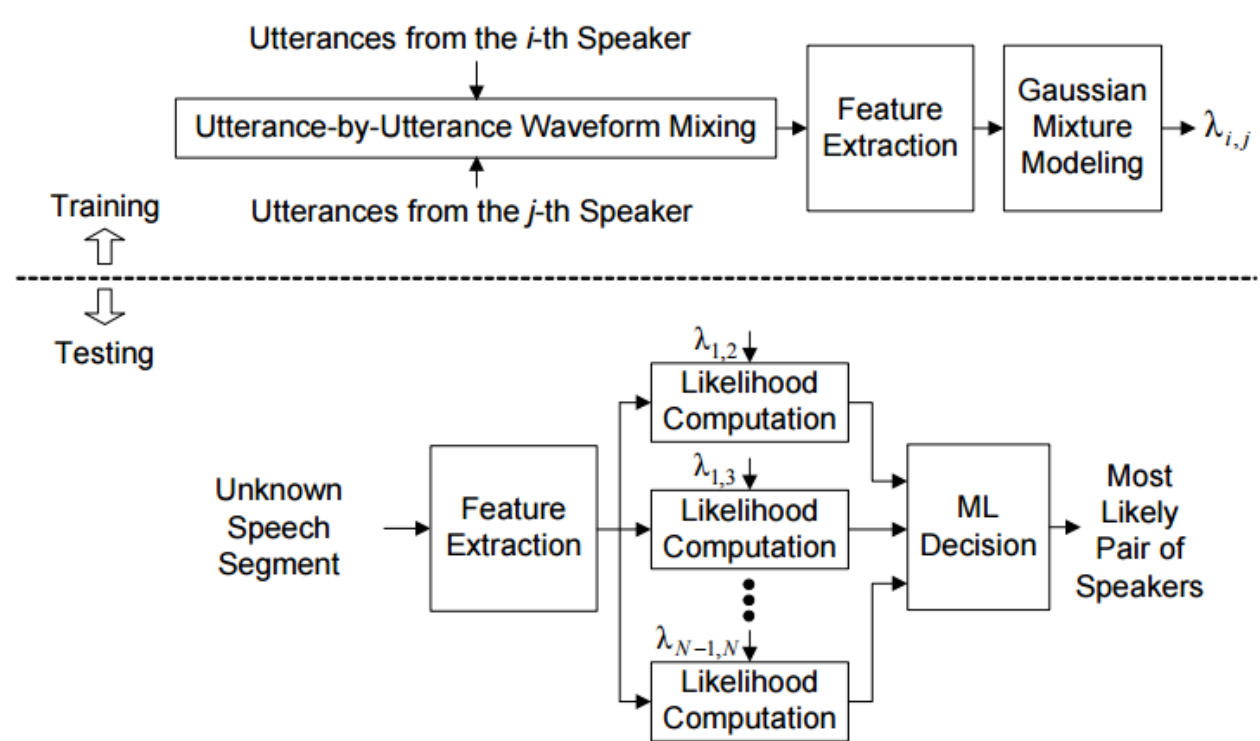 Utterances from the i-th Speaker
Utterance-by-Utterance Waveform Mixing
Utterances from the j-th Speaker
Feature
Extraction
Gaussian
Mixture
Modeling
λi,j
Training
Testing
Unknown
Speech
Segment
Feature
Extraction
λ1,2
Likelihood
Computation
λ1,3
Likelihood
Computation
λN−1,N
Likelihood
Computation
ML
Decision
Most
Likely
Pair of
Speakers